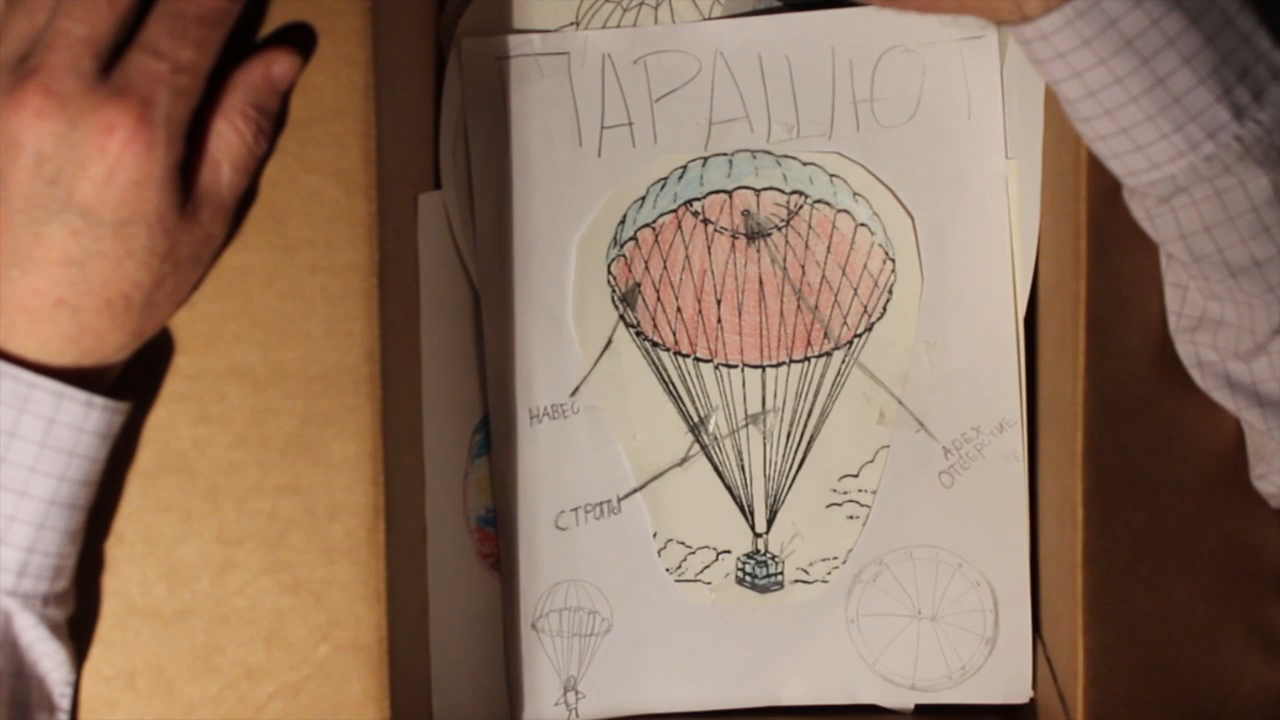 ПАРАШЮТ
НАВЕС
СТРОПЫ
АРЕХ
ОТВЕРСТИЕ